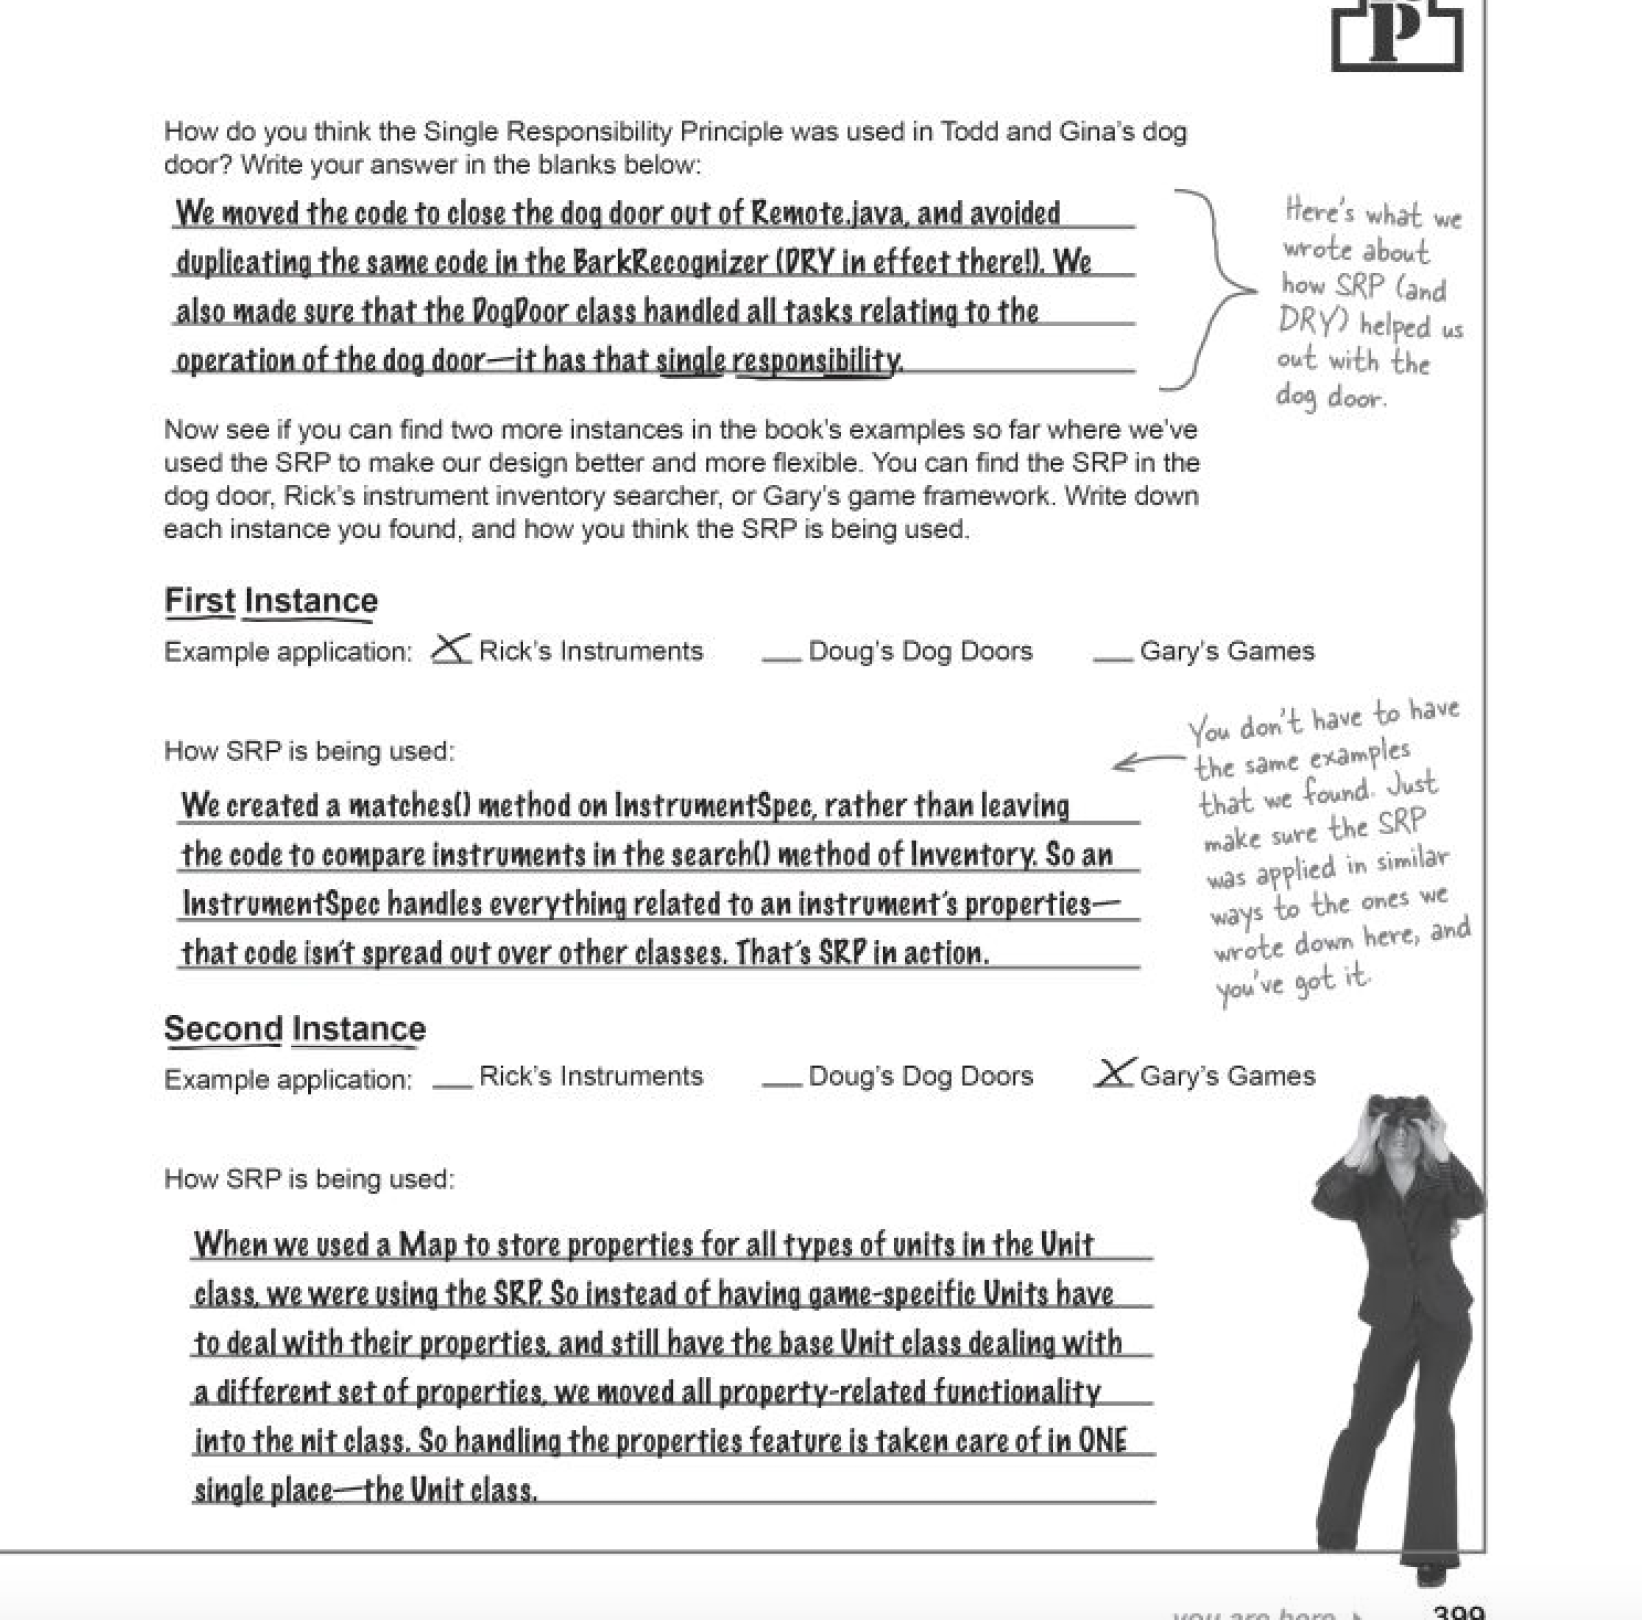 P
How do you think the Single Responsibility Principle was used in Todd and Gina's dog
door? Write your answer in the blanks below:
We moved the code to close the dog door out of Remote.java, and avoided
duplicating the same code in the BarkRecognizer (DRY in effect there!). We
also made sure that the DogDoor class handled all tasks relating to the
operation of the dog door—it has that single responsibility.
Here's what we
wrote about
how SRP (and
DRY) helped us
out with the
dog door.
Now see if you can find two more instances in the book's examples so far where we've
used the SRP to make our design better and more flexible. You can find the SRP in the
dog door, Rick's instrument inventory searcher, or Gary's game framework. Write down
each instance you found, and how you think the SRP is being used.
First Instance
Example application: X Rick's Instruments __ Doug's Dog Doors __ Gary's Games
How SRP is being used:
We created a matches() method on InstrumentSpec, rather than leaving
the code to compare instruments in the search() method of Inventory. So an
InstrumentSpec handles everything related to an instrument's properties—
that code isn't spread out over other classes. That's SRP in action.
You don't have to have
the same examples
that we found. Just
make sure the SRP
was applied in similar
ways to the ones we
wrote down here, and
you've got it.
Second Instance
Example application: __ Rick's Instruments __ Doug's Dog Doors X Gary's Games
How SRP is being used:
When we used a Map to store properties for all types of units in the Unit
class, we were using the SRP. So instead of having game-specific Units have
to deal with their properties, and still have the base Unit class dealing with
a different set of properties, we moved all property-related functionality
into the nit class. So handling the properties feature is taken care of in ONE
single place—the Unit class.
you are here
399